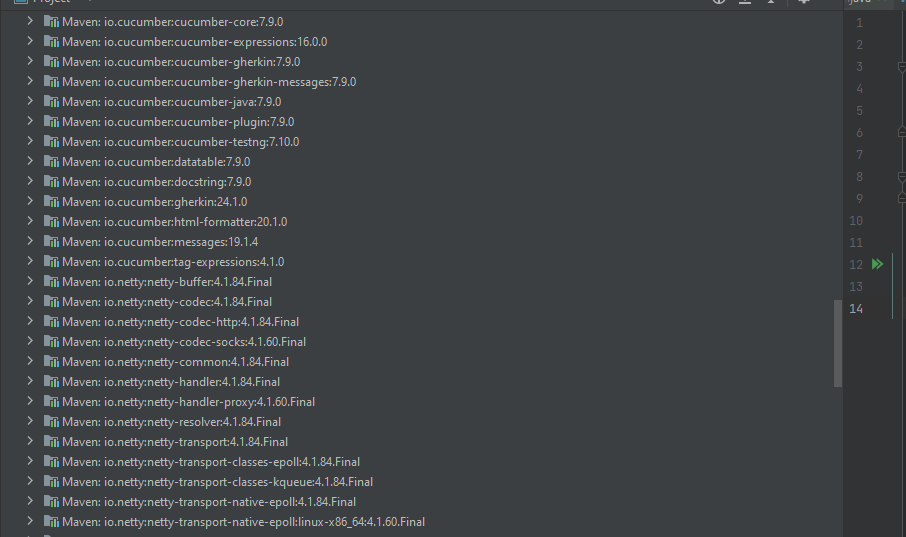 Project
Maven: io.cucumber:cucumber-core:7.9.0
Maven: io.cucumber:cucumber-expressions:16.0.0
Maven: io.cucumber:cucumber-gherkin:7.9.0
Maven: io.cucumber:cucumber-gherkin-messages:7.9.0
Maven: io.cucumber:cucumber-java:7.9.0
Maven: io.cucumber:cucumber-plugin:7.9.0
Maven: io.cucumber:cucumber-testng:7.10.0
Maven: io.cucumber:datatable:7.9.0
Maven: io.cucumber:docstring:7.9.0
Maven: io.cucumber:gherkin:24.1.0
Maven: io.cucumber:html-formatter:20.1.0
Maven: io.cucumber:messages:19.1.4
Maven: io.cucumber:tag-expressions:4.1.0
Maven: io.netty:netty-buffer:4.1.84.Final
Maven: io.netty:netty-codec:4.1.84.Final
Maven: io.netty:netty-codec-http:4.1.84.Final
Maven: io.netty:netty-codec-socks:4.1.60.Final
Maven: io.netty:netty-common:4.1.84.Final
Maven: io.netty:netty-handler:4.1.84.Final
Maven: io.netty:netty-handler-proxy:4.1.60.Final
Maven: io.netty:netty-resolver:4.1.84.Final
Maven: io.netty:netty-transport:4.1.84.Final
Maven: io.netty:netty-transport-classes-epoll:4.1.84.Final
Maven: io.netty:netty-transport-classes-kqueue:4.1.84.Final
Maven: io.netty:netty-transport-native-epoll:4.1.84.Final
Maven: io.netty:netty-transport-native-epoll:linux-x86_64:4.1.60.Final
1
2
3
4
5
6
7
8
9
10
11
12
13
14